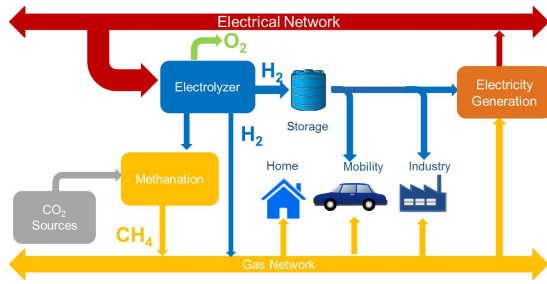 Electrical Network
O2
Electrolyzer
H2
Storage
Electricity
Generation
H2
Home
Mobility
Industry
Methanation
CO2
Sources
CH4
Gas Network